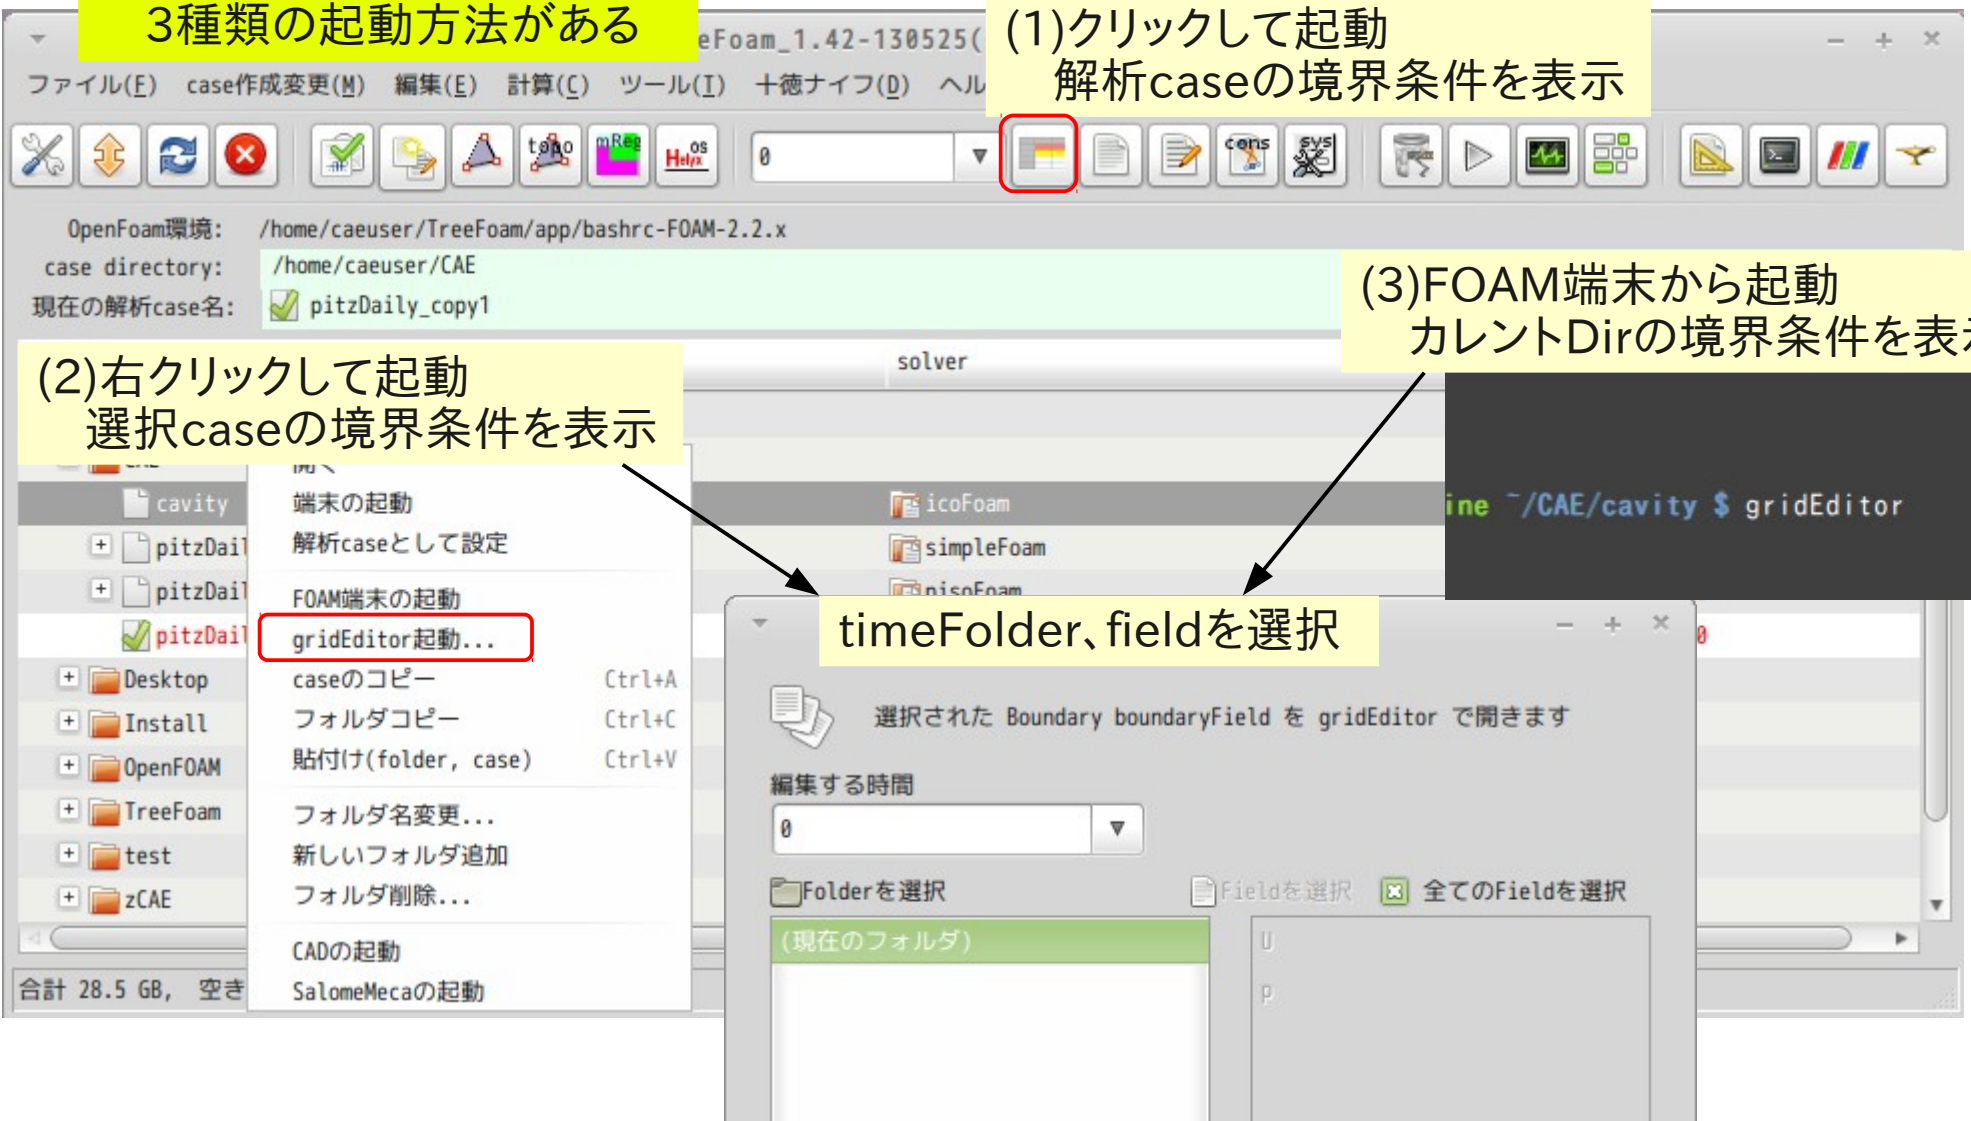 3種類の起動方法がある
eFoam_1.42-130525(
(1)クリックして起動
解析caseの境界条件を表示
ファイル(F) case作成変更(M) 編集(E) 計算(C) ツール(T) 十徳ナイフ(D) ヘル
topo
mReg
Helyx os
0
cons
sys
OpenFoam環境: /home/caeuser/TreeFoam/app/bashrc-FOAM-2.2.x
case directory: /home/caeuser/CAE
現在の解析case名: pitzDaily_copy1
(3)FOAM端末から起動
カレントDirの境界条件を表
(2)右クリックして起動
選択caseの境界条件を表示
solver
開く
cavity
端末の起動
icoFoam
ine ~/CAE/cavity $ gridEditor
pitzDail
解析caseとして設定
simpleFoam
pitzDail
FOAM端末の起動
pisoFoam
pitzDail
gridEditor起動...
timeFolder、fieldを選択
0
Desktop
caseのコピー Ctrl+A
Install
フォルダコピー Ctrl+C
選択された Boundary boundaryField を gridEditor で開きます
OpenFOAM
貼付け(folder, case) Ctrl+V
編集する時間
TreeFoam
フォルダ名変更...
0
test
新しいフォルダ追加
zCAE
フォルダ削除...
Folderを選択 Fieldを選択 全てのFieldを選択
(現在のフォルダ)
U
CADの起動
合計 28.5 GB, 空き
SalomeMecaの起動
p